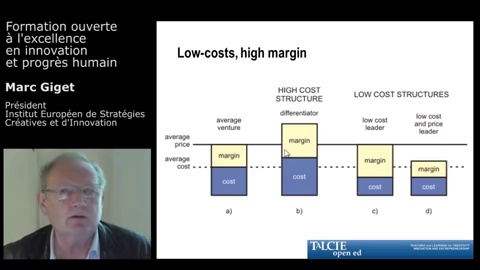 Formation ouverte
à l'excellence
en innovation
et progrès humain
Marc Giget
Président
Institut Européen de Stratégies
Créatives et d'Innovation
Low-costs, high margin
HIGH COST
STRUCTURE
LOW COST STRUCTURES
average
venture
differentiator
low cost
leader
low cost
and price
leader
average
price
average
cost
margin
cost
margin
cost
margin
cost
margin
cost
a)
b)
c)
d)
TALCIE
open ed